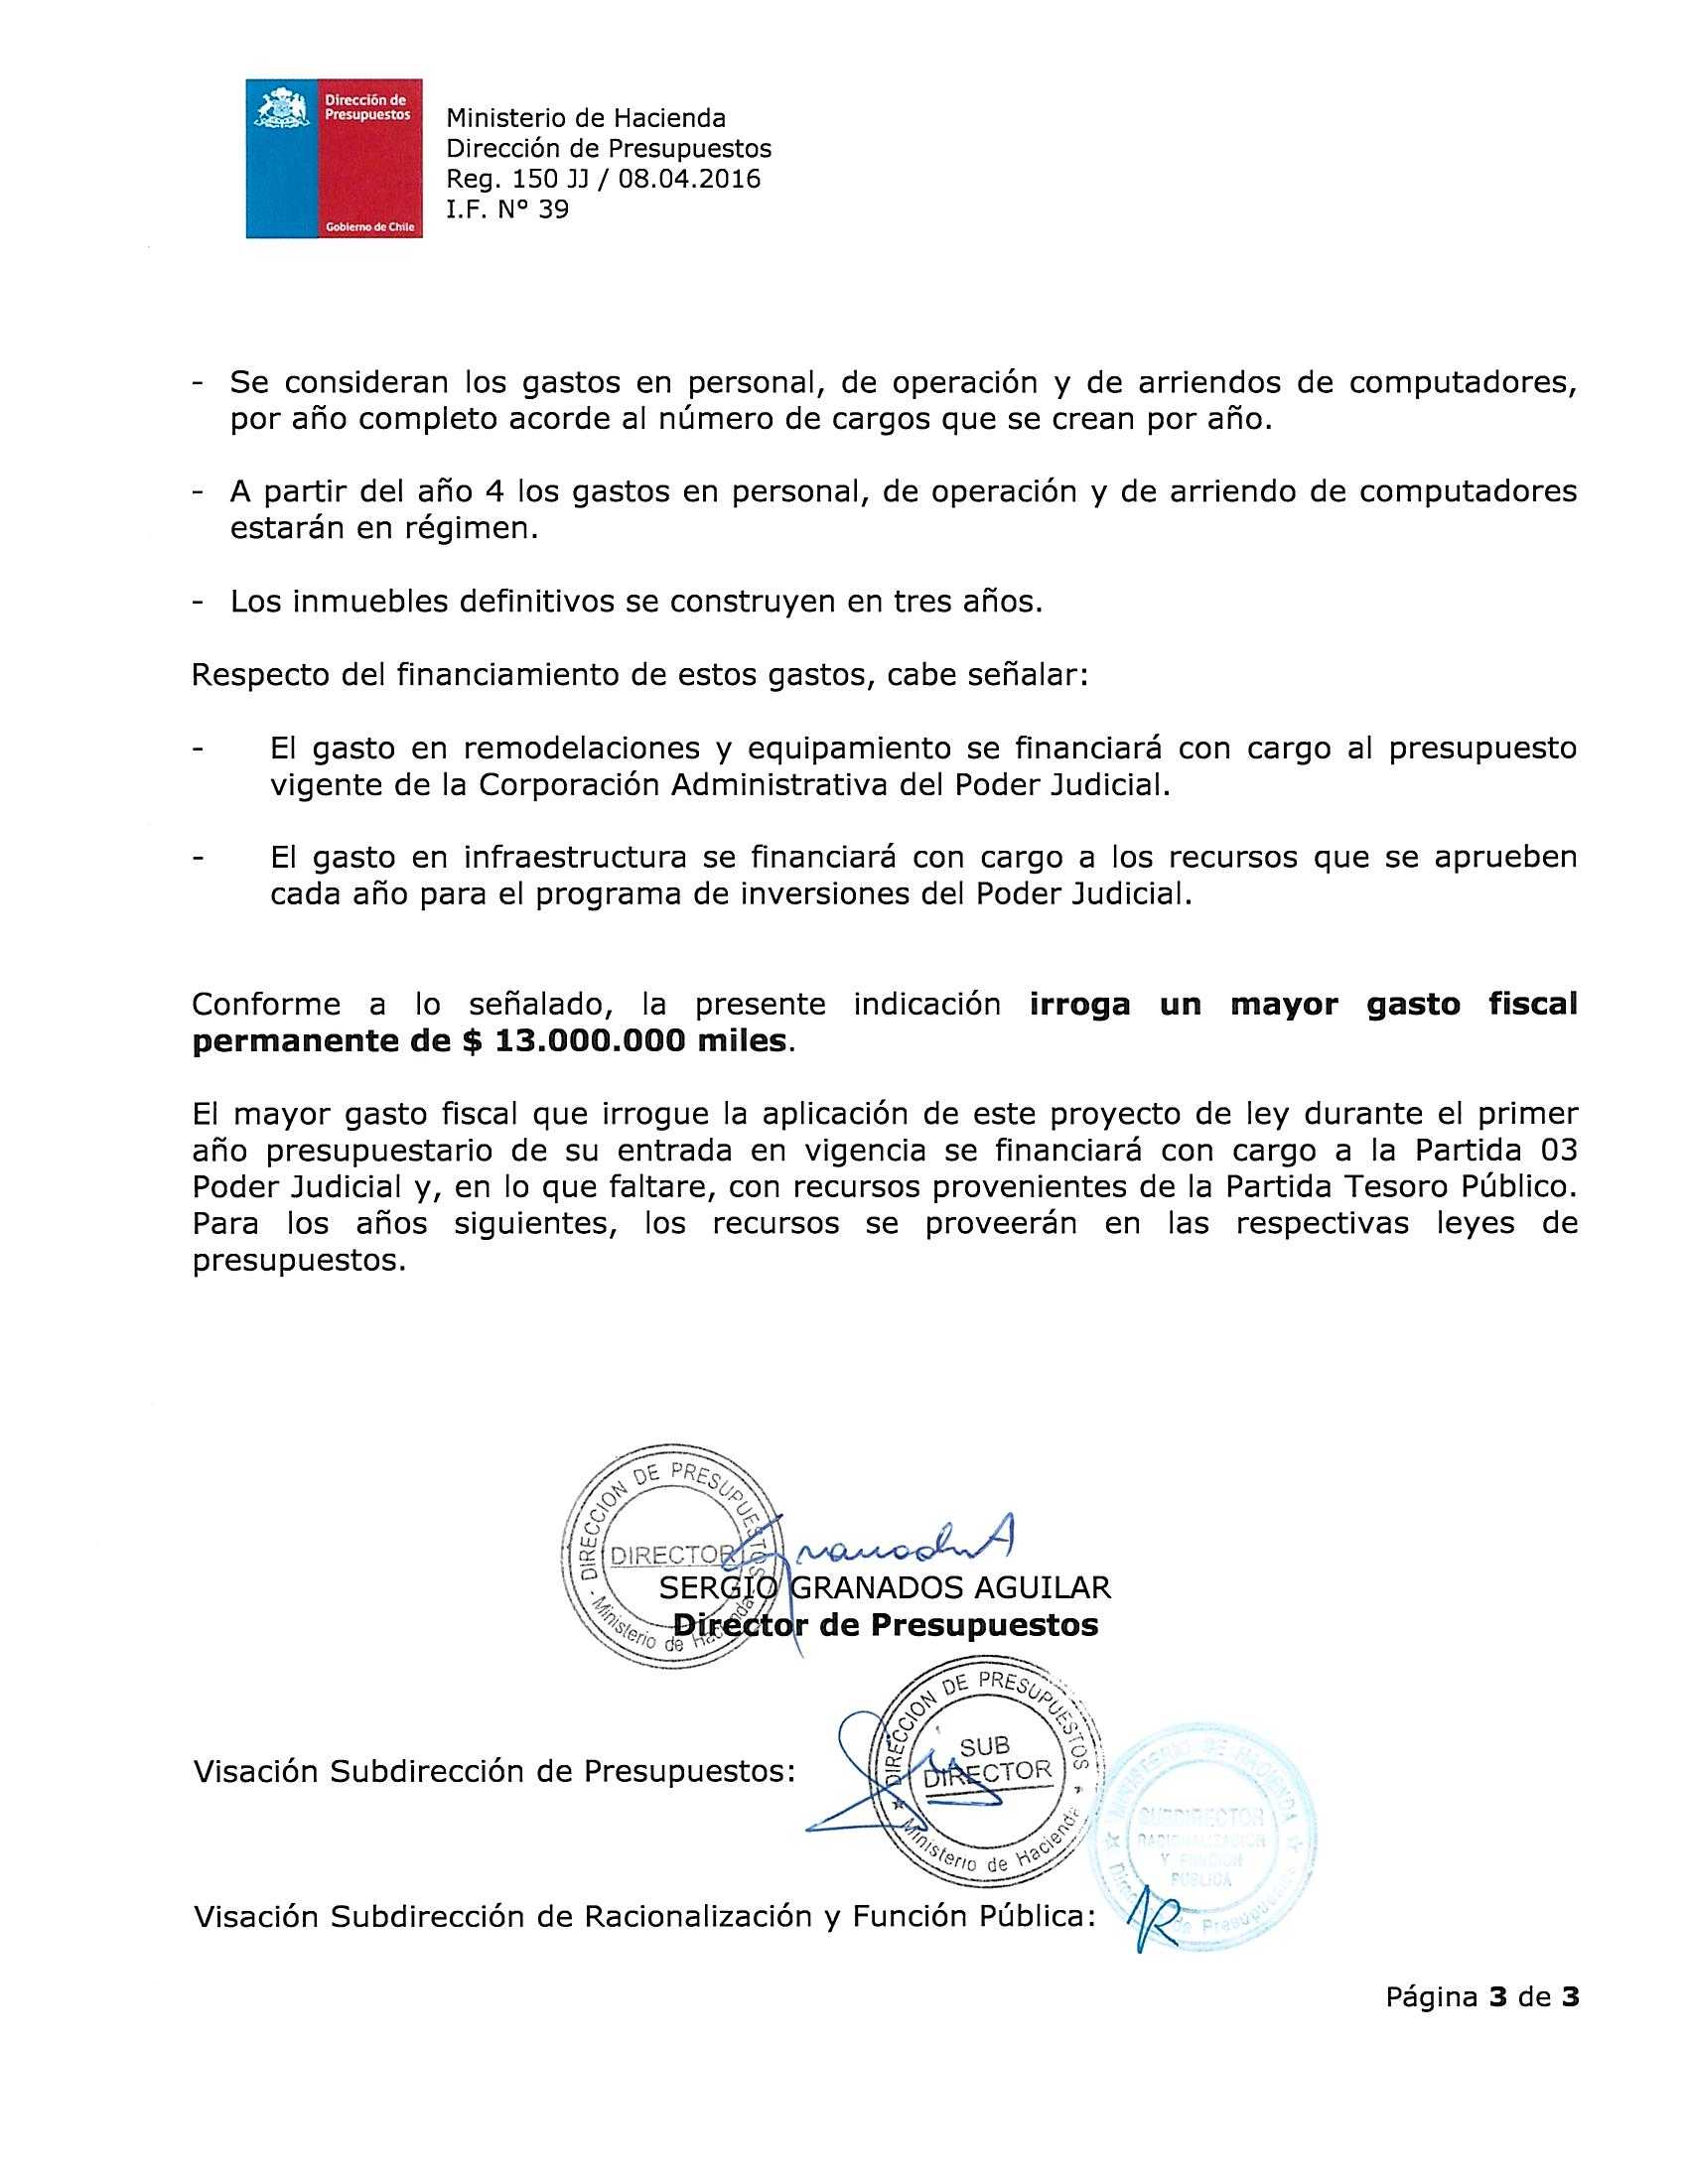 Dirección de
Presupuestos
Gobierno de Chile
Ministerio de Hacienda
Dirección de Presupuestos
Reg. 150 JJ / 08.04.2016
I.F. N° 39
- Se consideran los gastos en personal, de operación y de arriendos de computadores,
por año completo acorde al número de cargos que se crean por año.
- A partir del año 4 los gastos en personal, de operación y de arriendo de computadores
estarán en régimen.
- Los inmuebles definitivos se construyen en tres años.
Respecto del financiamiento de estos gastos, cabe señalar:
- El gasto en remodelaciones y equipamiento se financiará con cargo al presupuesto
vigente de la Corporación Administrativa del Poder Judicial.
- El gasto en infraestructura se financiará con cargo a los recursos que se aprueben
cada año para el programa de inversiones del Poder Judicial.
Conforme a lo señalado, la presente indicación irroga un mayor gasto fiscal
permanente de $ 13.000.000 miles.
El mayor gasto fiscal que irrogue la aplicación de este proyecto de ley durante el primer
año presupuestario de su entrada en vigencia se financiará con cargo a la Partida 03
Poder Judicial y, en lo que faltare, con recursos provenientes de la Partida Tesoro Público.
Para los años siguientes, los recursos se proveerán en las respectivas leyes de
presupuestos.
DIRECCION DE PRESUPUESTOS
DIRECTOR
Ministerio de Hacienda
SERGIO GRANADOS AGUILAR
Director de Presupuestos
DIRECCION DE PRESUPUESTOS
SUB
DIRECTOR
Ministerio de Hacienda
Visación Subdirección de Presupuestos:
MINISTERIO DE HACIENDA
SUBDIRECTOR
RACIONALIZACION
Y FUNCION
PUBLICA
Visación Subdirección de Racionalización y Función Pública:
Página 3 de 3